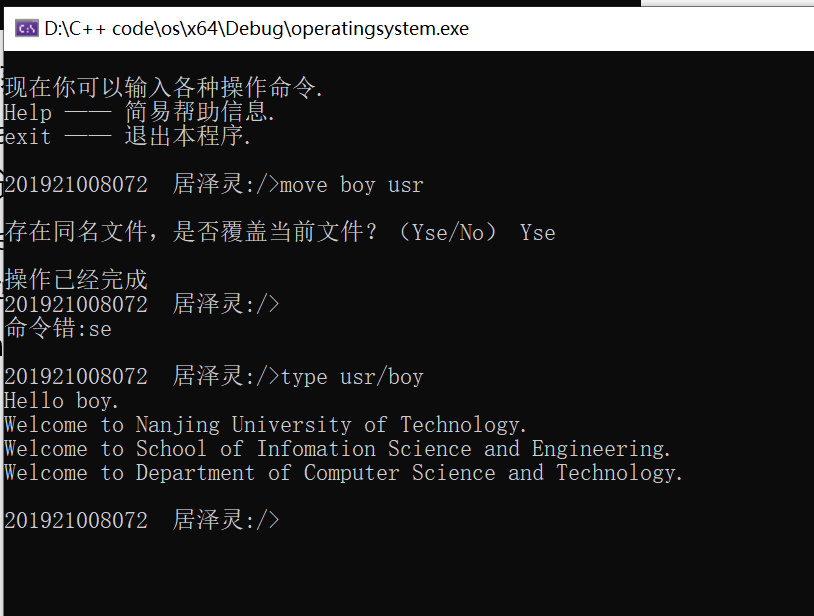 D:\C++ code\os\x64\Debug\operatingsystem.exe
现在你可以输入各种操作命令.
Help —— 简易帮助信息.
exit —— 退出本程序.
201921008072  居泽灵:/>move boy usr
存在同名文件，是否覆盖当前文件？（Yse/No） Yse
操作已经完成
201921008072  居泽灵:/>
命令错:se
201921008072  居泽灵:/>type usr/boy
Hello boy.
Welcome to Nanjing University of Technology.
Welcome to School of Infomation Science and Engineering.
Welcome to Department of Computer Science and Technology.
201921008072  居泽灵:/>